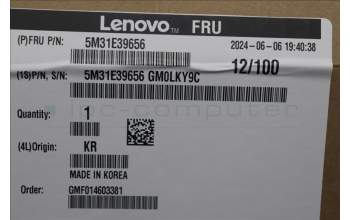 Lenovo™ FRU
(P)FRU P/N: 5M31E39656 2024-06-06 19:40:38
12/100
(1S)P/N, S/N: 5M31E39656 GM0LKY9C
Quantity: 1
(4L)Origin: KR
MADE IN KOREA
Order: GMF014603381